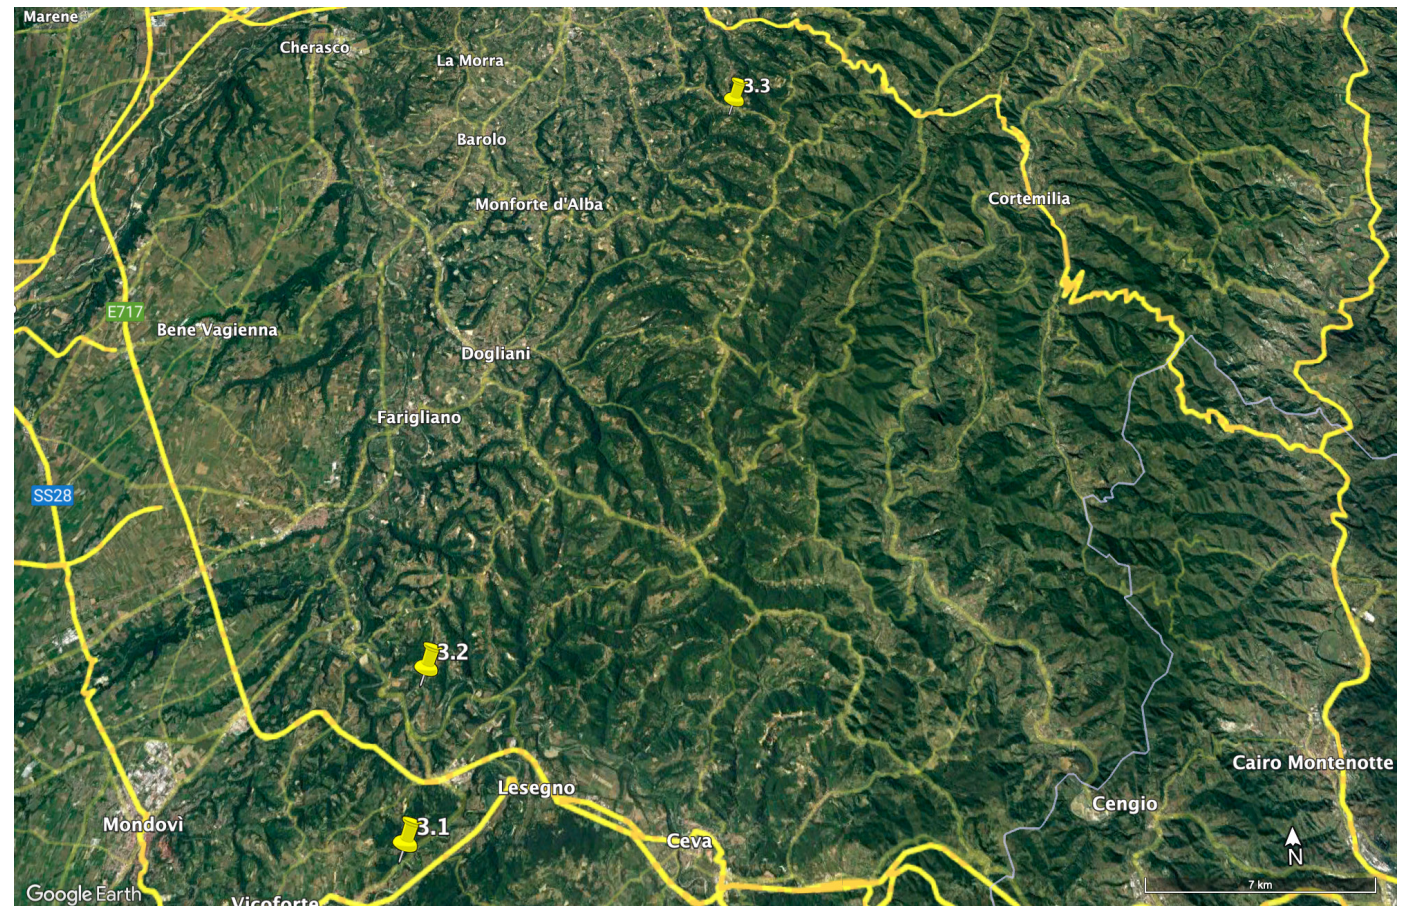 Marene
Cherasco
La Morra
3.3
Barolo
Cortemilia
Monforte d'Alba
E717
Bene Vagienna
Dogliani
Farigliano
SS28
3.2
Cairo Montenotte
Lesegno
Cengio
Mondovì
3.1
Ceva
N
7 km
Google Earth
Vicoforte